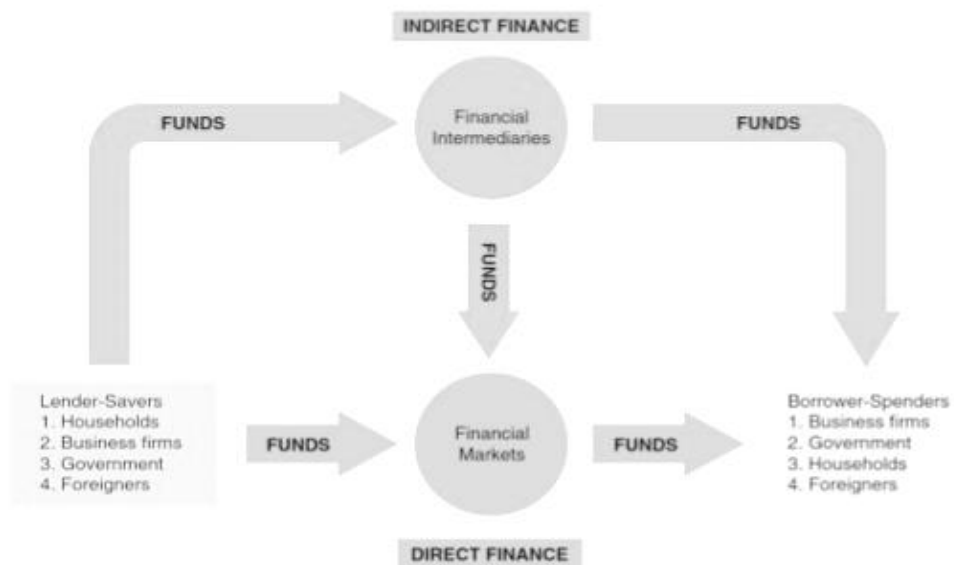 INDIRECT FINANCE
Financial
Intermediaries
FUNDS
FUNDS
FUNDS
Lender-Savers
1. Households
2. Business firms
3. Government
4. Foreigners
FUNDS
Financial
Markets
FUNDS
Borrower-Spenders
1. Business firms
2. Government
3. Households
4. Foreigners
DIRECT FINANCE